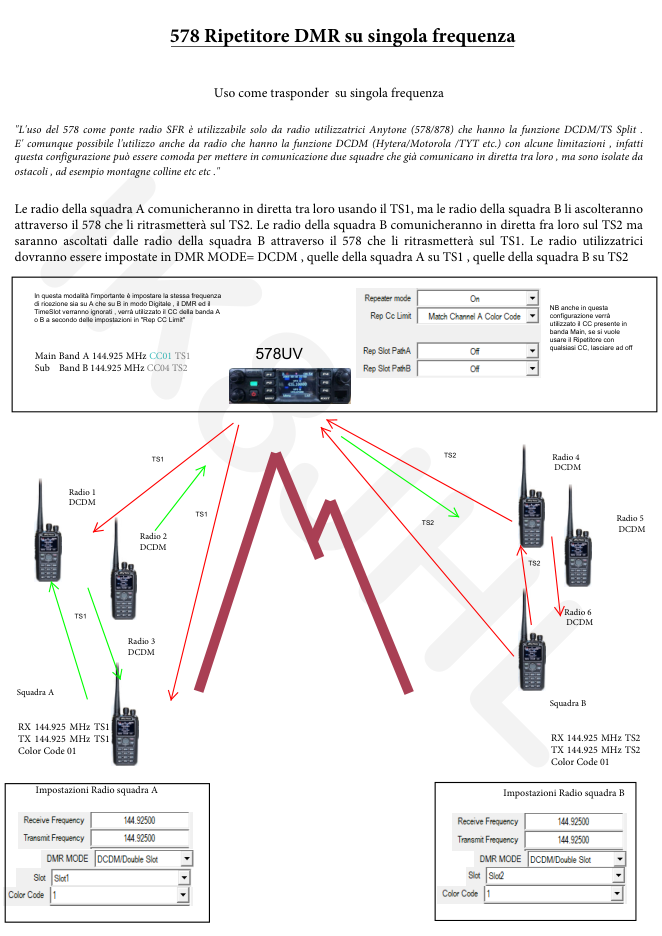 578 Ripetitore DMR su singola frequenza
Uso come trasponder su singola frequenza
"L'uso del 578 come ponte radio SFR è utilizzabile solo da radio utilizzatrici Anytone (578/878) che hanno la funzione DCDM/TS Split .
E' comunque possibile l'utilizzo anche da radio che hanno la funzione DCDM (Hytera/Motorola /TYT etc.) con alcune limitazioni , infatti
questa configurazione può essere comoda per mettere in comunicazione due squadre che già comunicano in diretta tra loro , ma sono isolate da
ostacoli , ad esempio montagne colline etc etc ."
Le radio della squadra A comunicheranno in diretta tra loro usando il TS1, ma le radio della squadra B li ascolteranno
attraverso il 578 che li ritrasmetterà sul TS2. Le radio della squadra B comunicheranno in diretta fra loro sul TS2 ma
saranno ascoltati dalle radio della squadra B attraverso il 578 che li ritrasmetterà sul TS1. Le radio utilizzatrici
dovranno essere impostate in DMR MODE= DCDM , quelle della squadra A su TS1 , quelle della squadra B su TS2
In questa modalità l'importante è impostare la stessa frequenza
di ricezione sia su A che su B in modo Digitale , il DMR ed il
TimeSlot verranno ignorati , verrà utilizzato il CC della banda A
o B a secondo delle impostazioni in "Rep CC Limit"
Main Band A 144.925 MHz CC01 TS1
Sub Band B 144.925 MHz CC04 TS2
578UV
Repeater mode On
Rep Cc Limit Match Channel A Color Code
Rep Slot PathA Off
Rep Slot PathB Off
NB anche in questa
configurazione verrà
utilizzato il CC presente in
banda Main, se si vuole
usare il Ripetitore con
qualsiasi CC, lasciare ad off
TS1
TS1
TS2
TS2
Radio 1
DCDM
Radio 2
DCDM
Radio 3
DCDM
TS1
Squadra A
RX 144.925 MHz TS1
TX 144.925 MHz TS1
Color Code 01
Radio 4
DCDM
Radio 5
DCDM
TS2
Radio 6
DCDM
Squadra B
RX 144.925 MHz TS2
TX 144.925 MHz TS2
Color Code 01
Impostazioni Radio squadra A
Receive Frequency 144.92500
Transmit Frequency 144.92500
DMR MODE DCDM/Double Slot
Slot Slot1
Color Code 1
Impostazioni Radio squadra B
Receive Frequency 144.92500
Transmit Frequency 144.92500
DMR MODE DCDM/Double Slot
Slot Slot2
Color Code 1